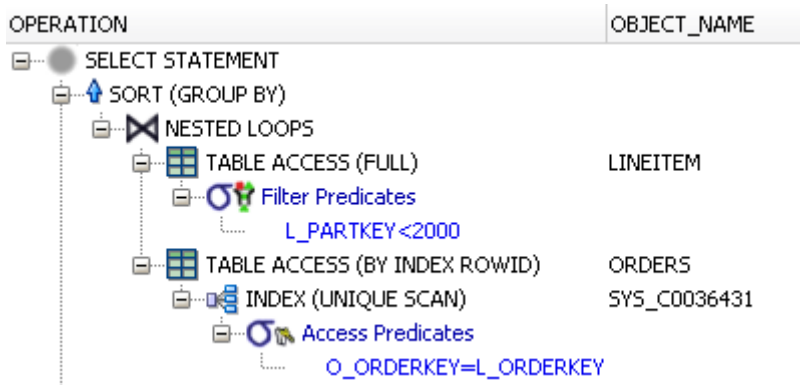 OPERATION OBJECT_NAME
SELECT STATEMENT
SORT (GROUP BY)
NESTED LOOPS
TABLE ACCESS (FULL) LINEITEM
Filter Predicates
L_PARTKEY<2000
TABLE ACCESS (BY INDEX ROWID) ORDERS
INDEX (UNIQUE SCAN) SYS_C0036431
Access Predicates
O_ORDERKEY=L_ORDERKEY